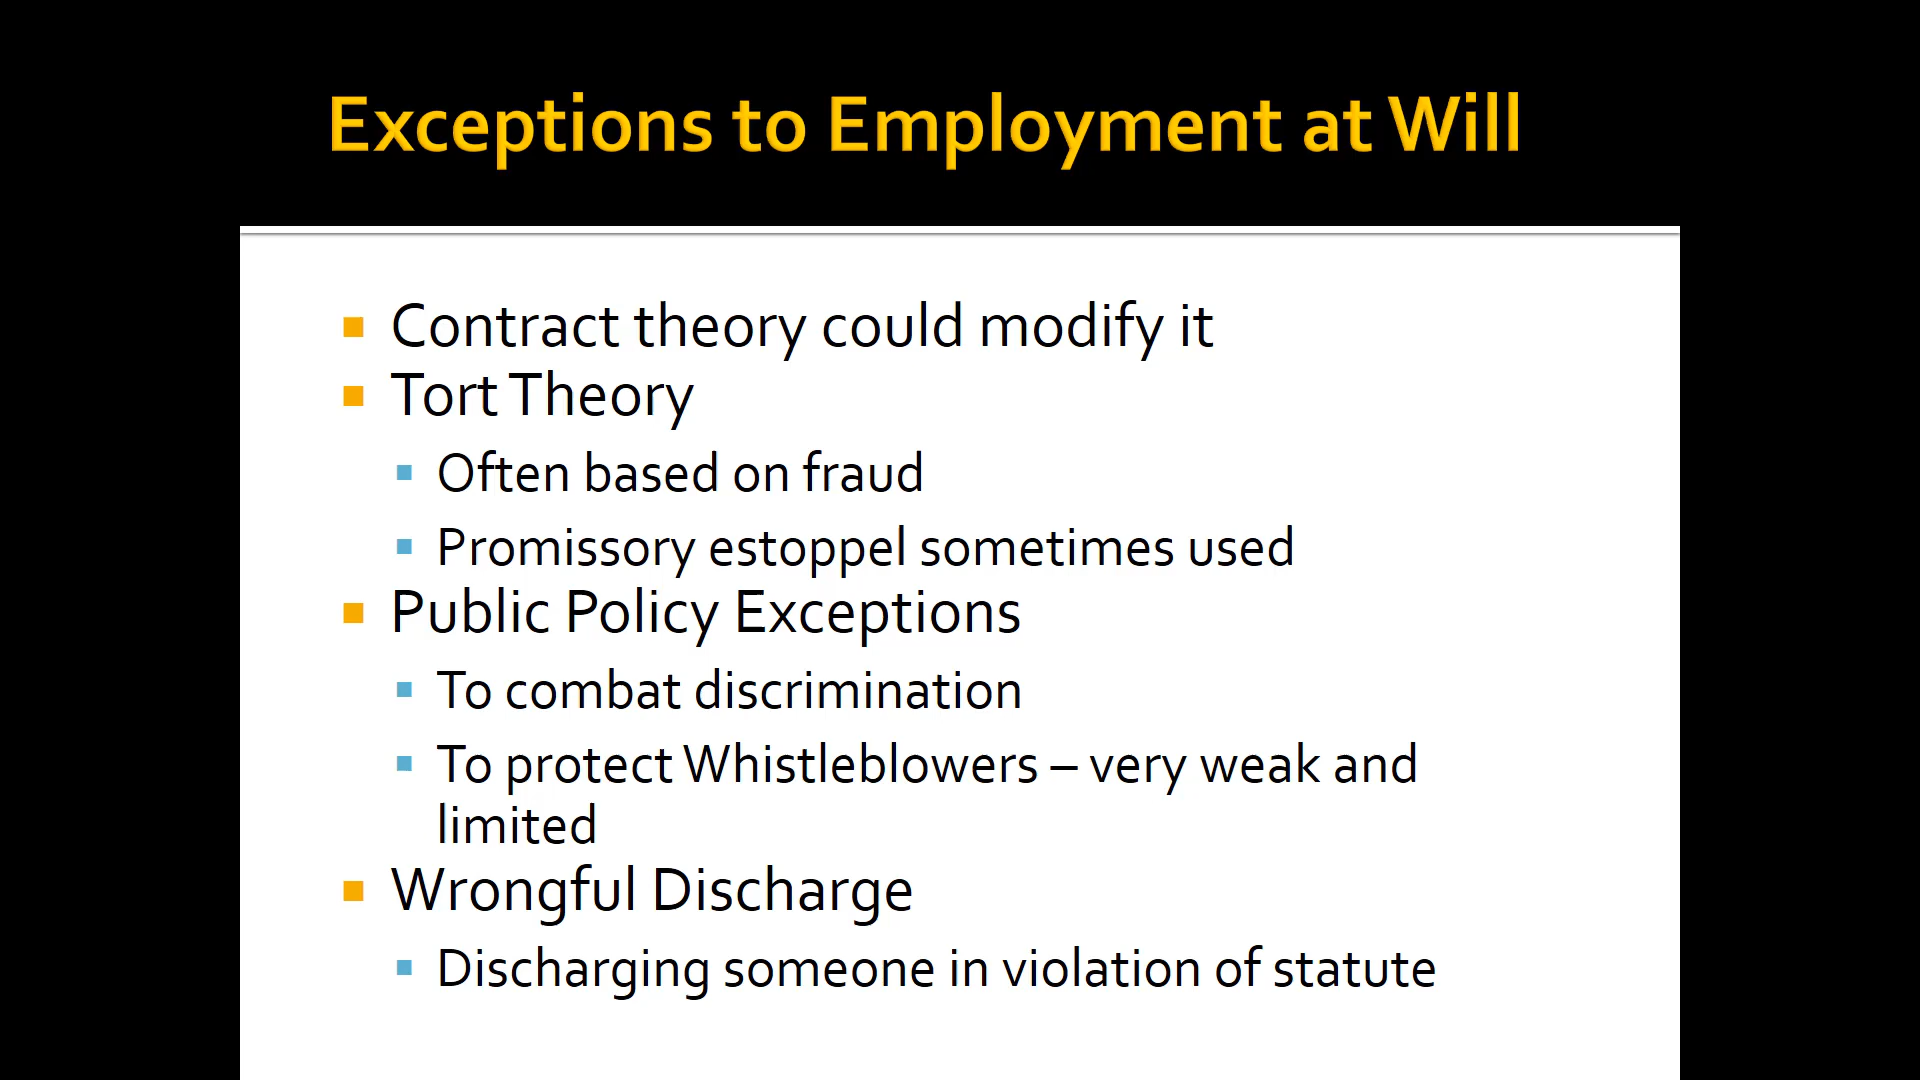 Exceptions to Employment at Will
Contract theory could modify it
Tort Theory
Often based on fraud
Promissory estoppel sometimes used
Public Policy Exceptions
To combat discrimination
To protect Whistleblowers – very weak and
limited
Wrongful Discharge
Discharging someone in violation of statute